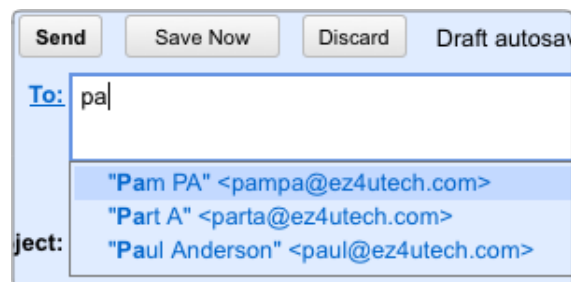 Send Save Now Discard Draft autosav
To: pa
"Pam PA" <pampa@ez4utech.com>
"Part A" <parta@ez4utech.com>
"Paul Anderson" <paul@ez4utech.com>
ject: